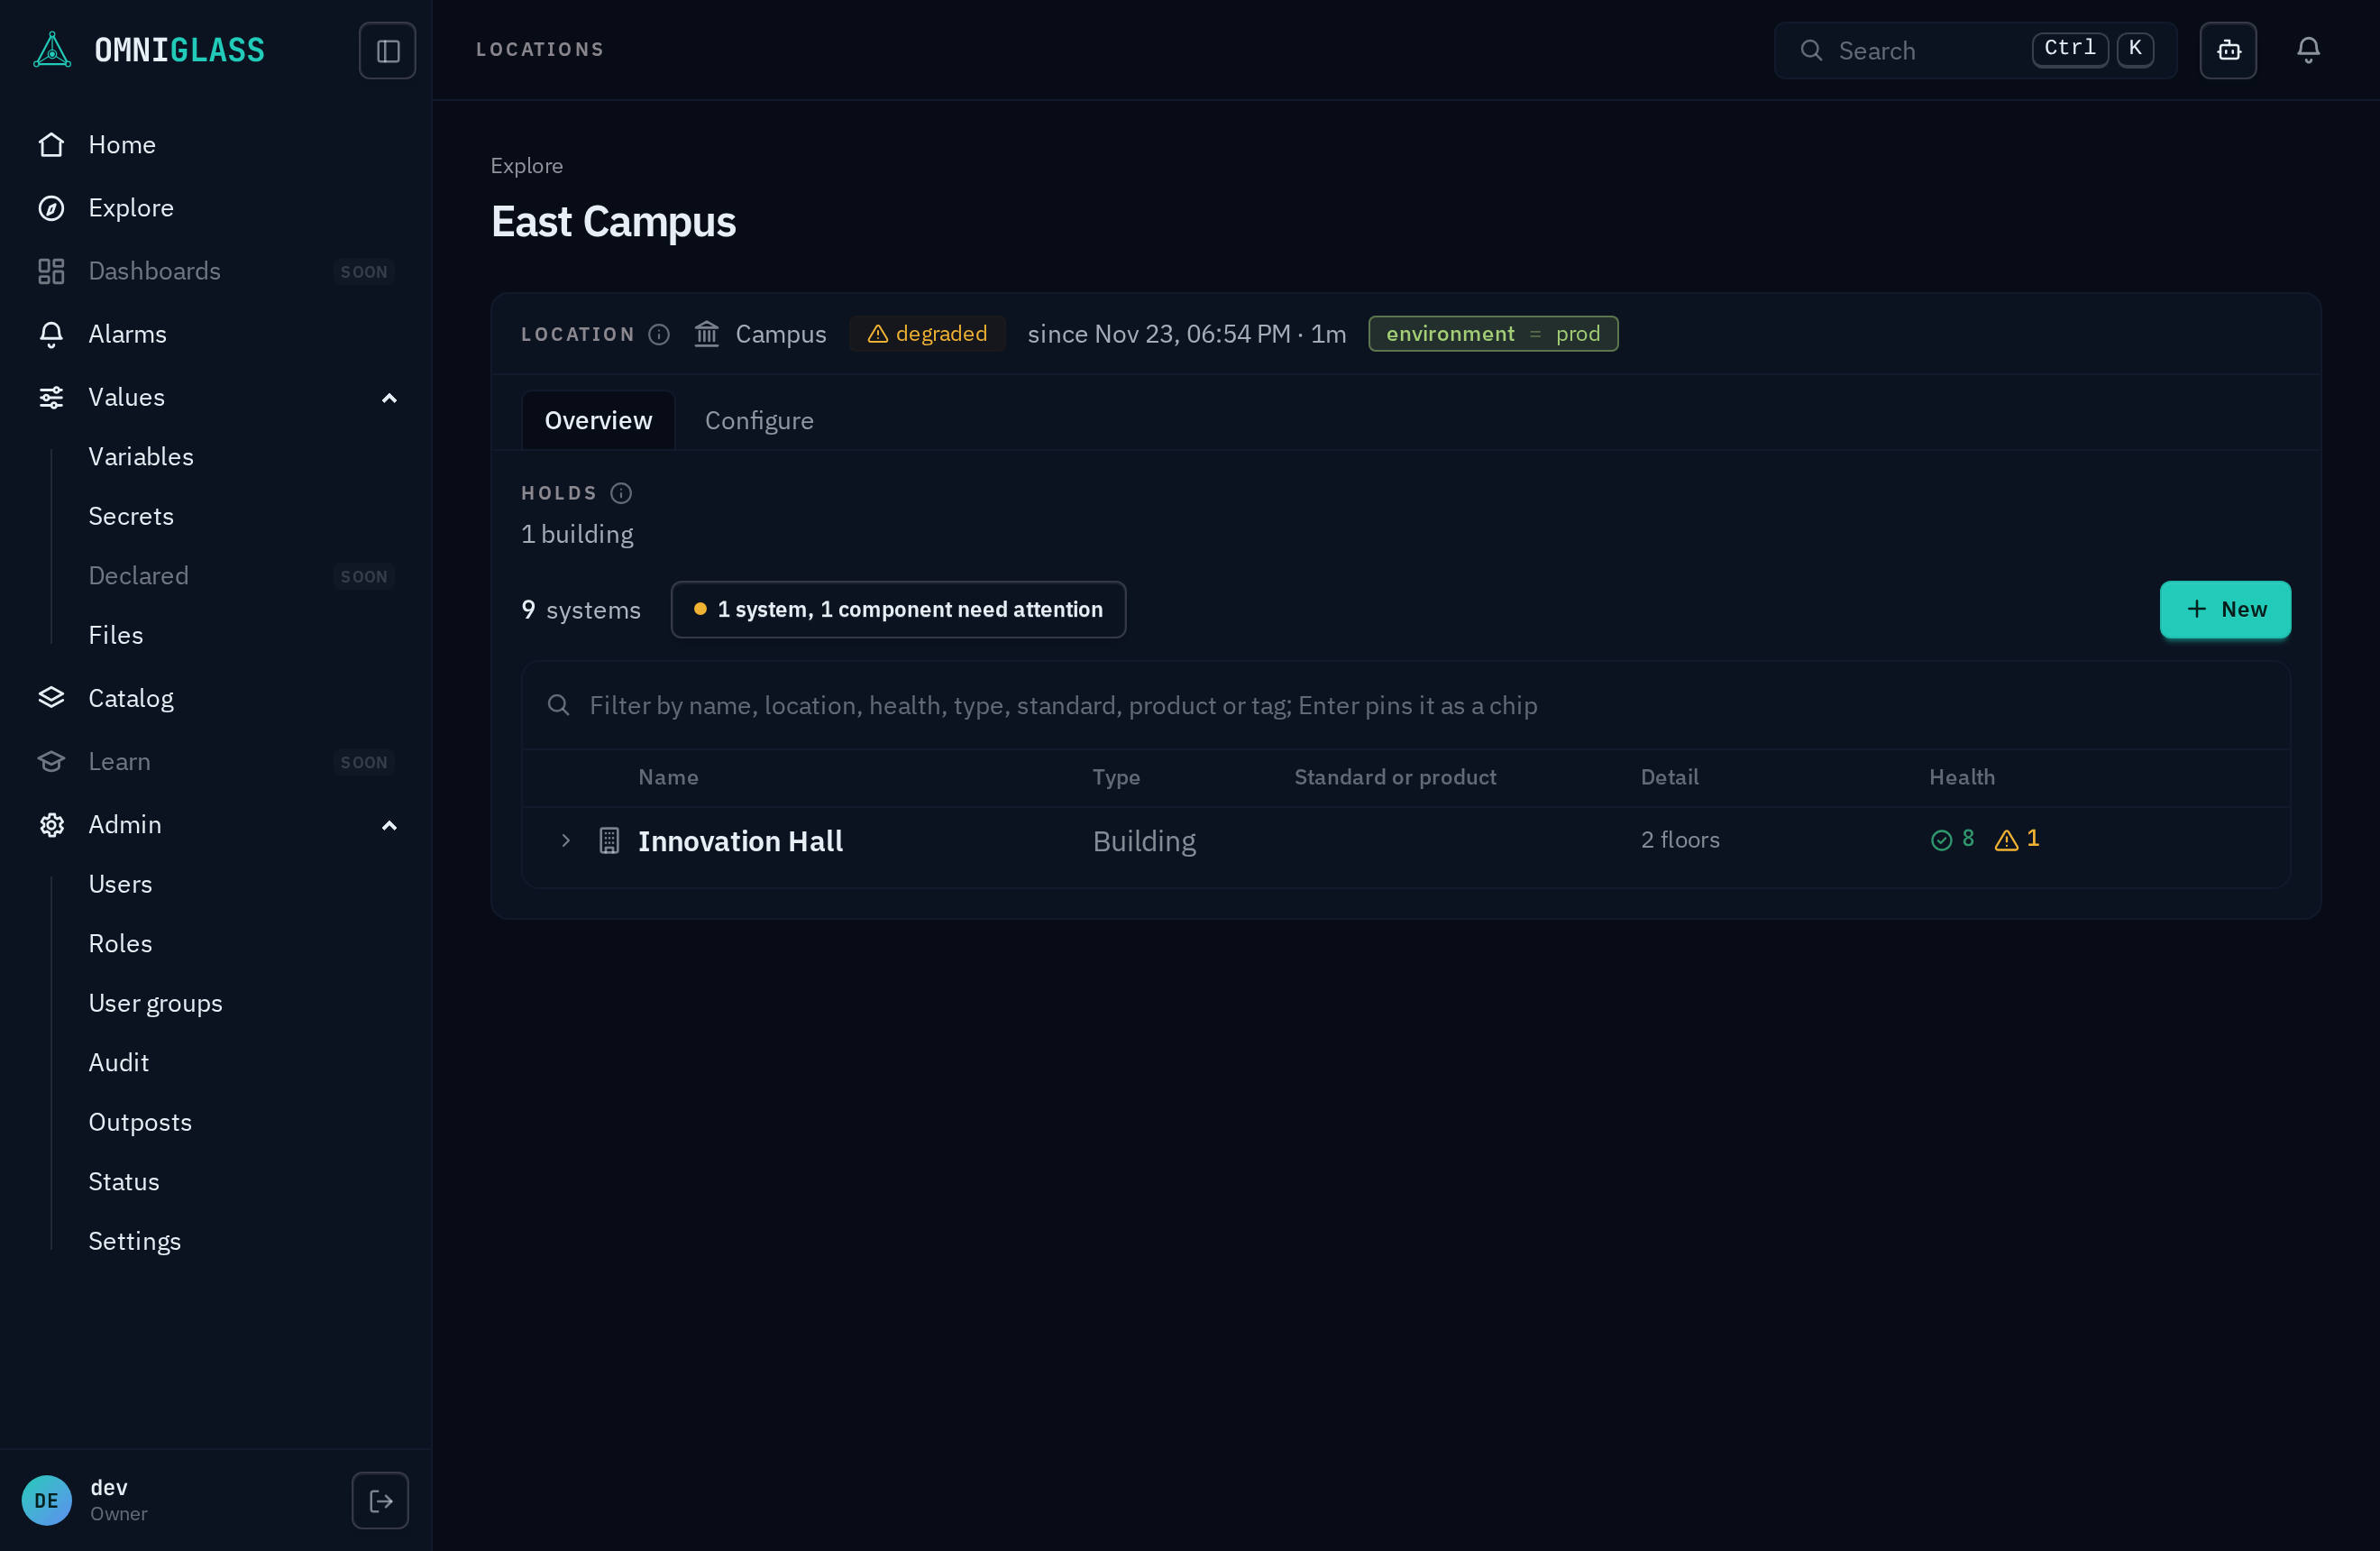 OMNIGLASS
Home
Explore
Dashboards SOON
Alarms
Values
Variables
Secrets
Declared SOON
Files
Catalog
Learn SOON
Admin
Users
Roles
User groups
Audit
Outposts
Status
Settings
DE
dev
Owner
LOCATIONS
Search Ctrl K
Explore
East Campus
LOCATION Campus degraded since Nov 23, 06:54 PM · 1m environment = prod
Overview Configure
HOLDS
1 building
9 systems 1 system, 1 component need attention New
Filter by name, location, health, type, standard, product or tag; Enter pins it as a chip
Name Type Standard or product Detail Health
Innovation Hall Building 2 floors 8 1